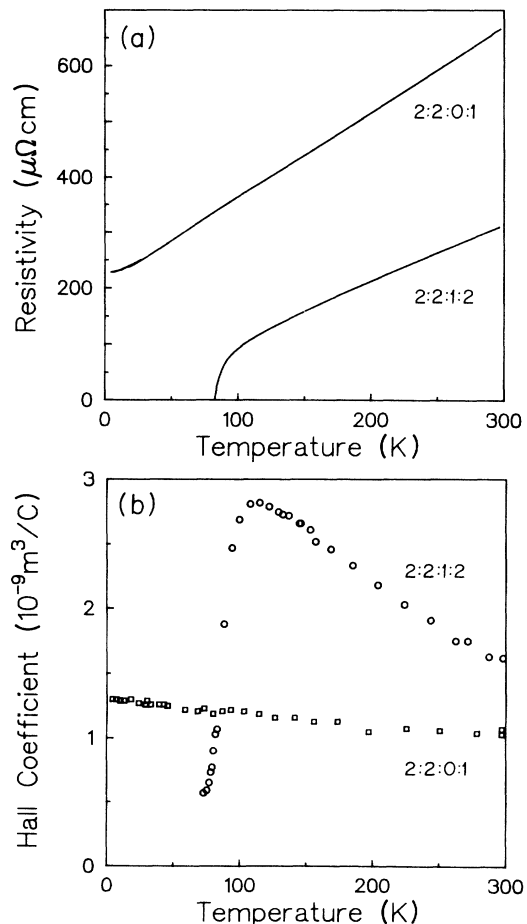 (a)
600
400
200
0
Resistivity (μΩcm)
2:2:0:1
2:2:1:2
0 100 200 300
Temperature (K)
(b)
3
2
1
0
Hall Coefficient (10⁻⁹m³/C)
2:2:1:2
2:2:0:1
0 100 200 300
Temperature (K)